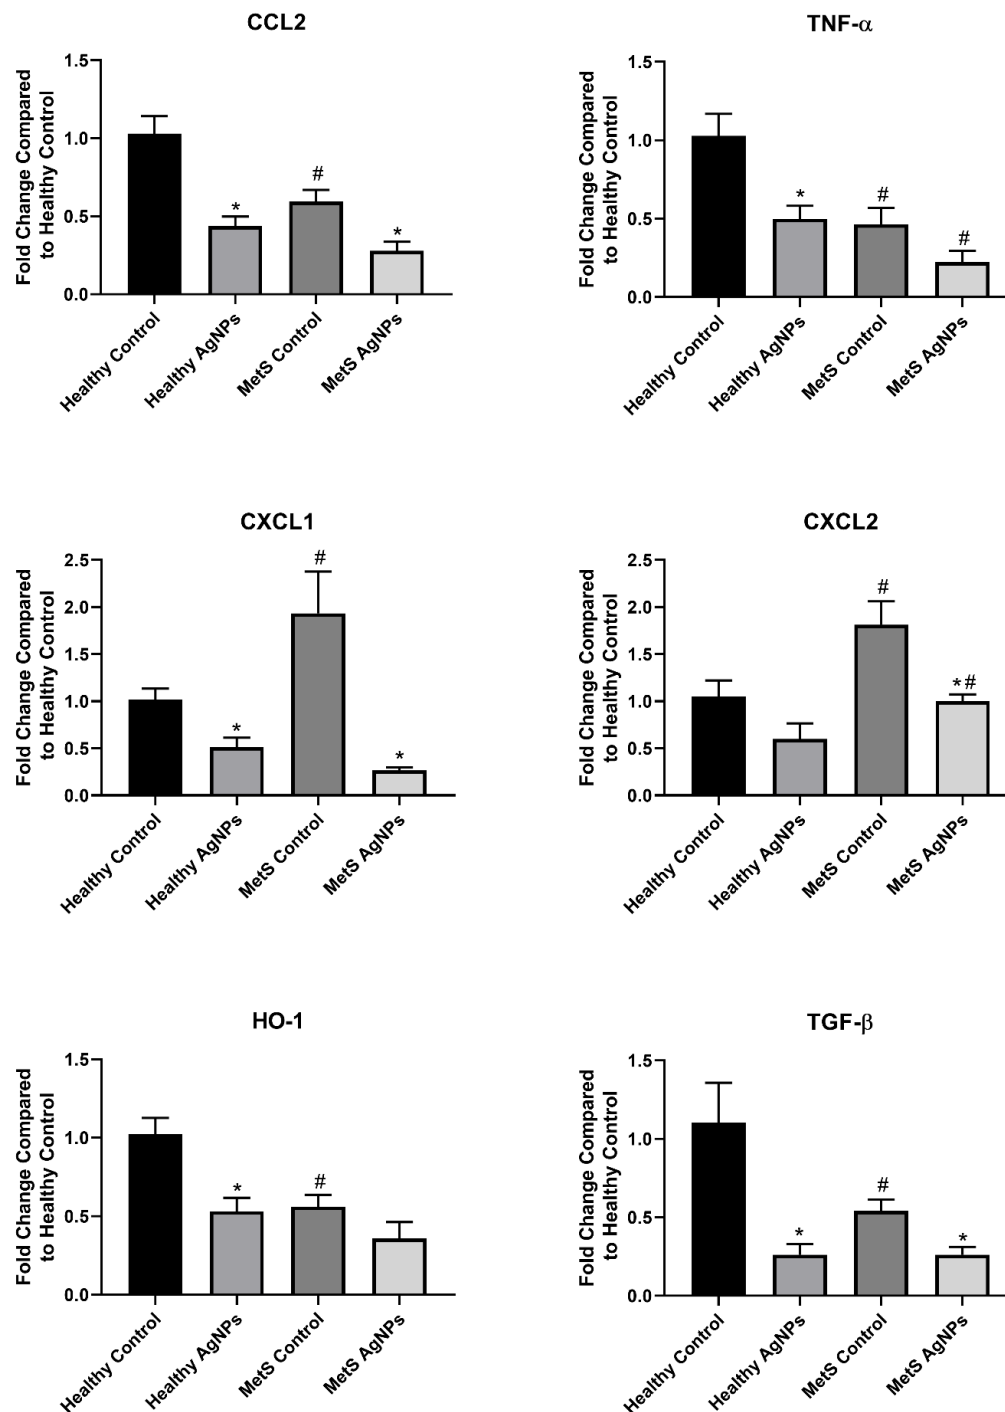 CCL2
Fold Change Compared
to Healthy Control
1.5
1.0
0.5
0.0
*
#
*
Healthy Control
Healthy AgNPs
MetS Control
MetS AgNPs
TNF-α
Fold Change Compared
to Healthy Control
1.5
1.0
0.5
0.0
*
#
#
Healthy Control
Healthy AgNPs
MetS Control
MetS AgNPs
CXCL1
Fold Change Compared
to Healthy Control
2.5
2.0
1.5
1.0
0.5
0.0
*
#
*
Healthy Control
Healthy AgNPs
MetS Control
MetS AgNPs
CXCL2
Fold Change Compared
to Healthy Control
2.5
2.0
1.5
1.0
0.5
0.0
#
*#
Healthy Control
Healthy AgNPs
MetS Control
MetS AgNPs
HO-1
Fold Change Compared
to Healthy Control
1.5
1.0
0.5
0.0
*
#
Healthy Control
Healthy AgNPs
MetS Control
MetS AgNPs
TGF-β
Fold Change Compared
to Healthy Control
1.5
1.0
0.5
0.0
*
#
*
Healthy Control
Healthy AgNPs
MetS Control
MetS AgNPs